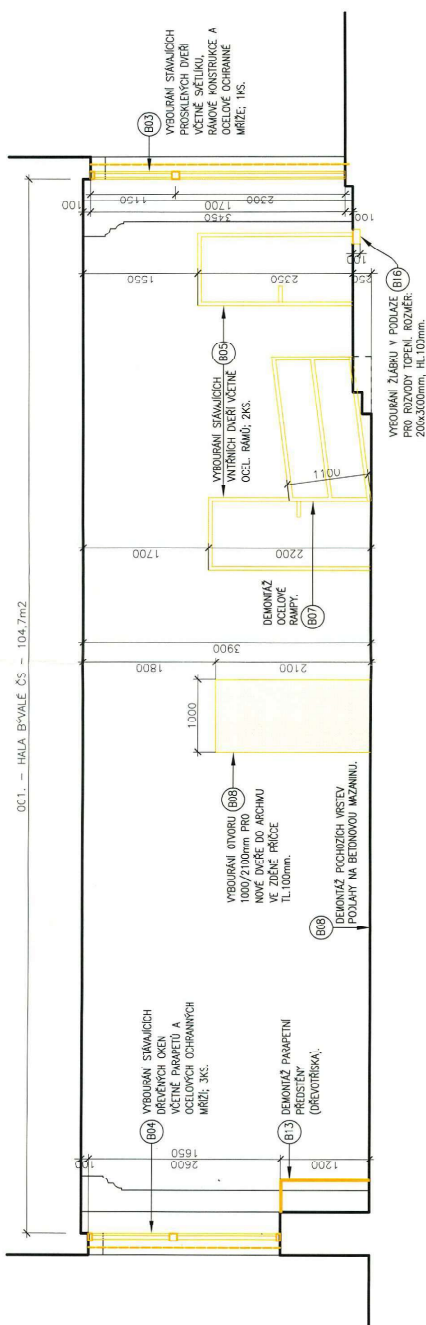 001. – HALA BÝVALÉ ČS – 104,7m2
B04
VYBOURÁNÍ STÁVAJÍCÍCH
DŘEVĚNÝCH OKEN
VČETNĚ PARAPETŮ A
OCELOVÝCH OCHRANNÝCH
MŘÍŽÍ; 3KS.
B13
DEMONTÁŽ PARAPETNÍ
PŘEDSTĚNY
(DŘEVOTŘÍSKA).
100
1650
2600
1200
B08
VYBOURÁNÍ OTVORU
1000/2100mm PRO
NOVÉ DVEŘE DO ARCHIVU
VE ZDĚNÉ PŘÍČCE
TL.100mm.
B08
DEMONTÁŽ POCHOZÍCH VRSTEV
PODLAHY NA BETONOVOU MAZANINU.
1000
1800
2100
3900
1700
2200
B07
DEMONTÁŽ
OCELOVÉ
RAMPY.
1100
B05
VYBOURÁNÍ STÁVAJÍCÍCH
VNTŘNÍCH DVEŘÍ VČETNĚ
OCEL. RÁMŮ; 2KS.
1550
2350
250
100
B16
VYBOURÁNÍ ŽLÁBKU V PODLAZE
PRO ROZVODY TOPENÍ. ROZMĚR:
200x3000mm, HL.100mm.
100
3450
1700
100
1150
2300
B03
VYBOURÁNÍ STÁVAJÍCÍCH
PROSKLENÝCH DVEŘÍ
VČETNĚ SVĚTLÍKU,
RÁMOVÉ KONSTRUKCE A
OCELOVÉ OCHRANNÉ
MŘÍŽE; 1KS.